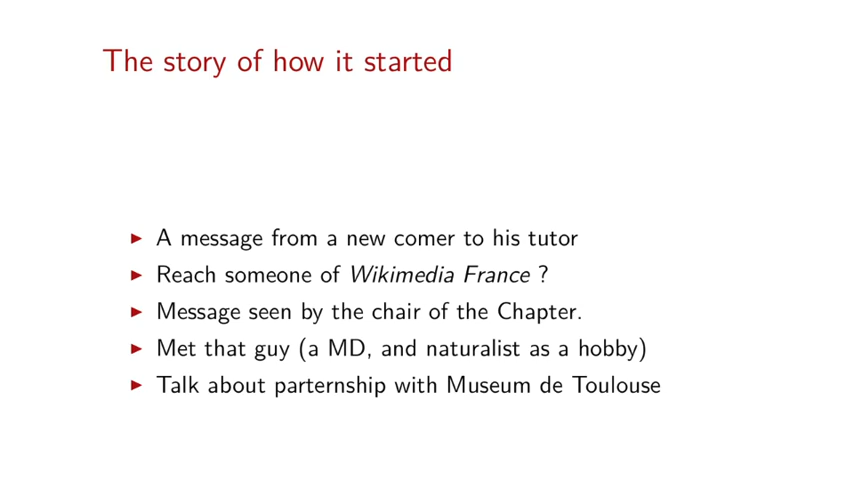 The story of how it started
▶ A message from a new comer to his tutor
▶ Reach someone of Wikimedia France ?
▶ Message seen by the chair of the Chapter.
▶ Met that guy (a MD, and naturalist as a hobby)
▶ Talk about parternship with Museum de Toulouse